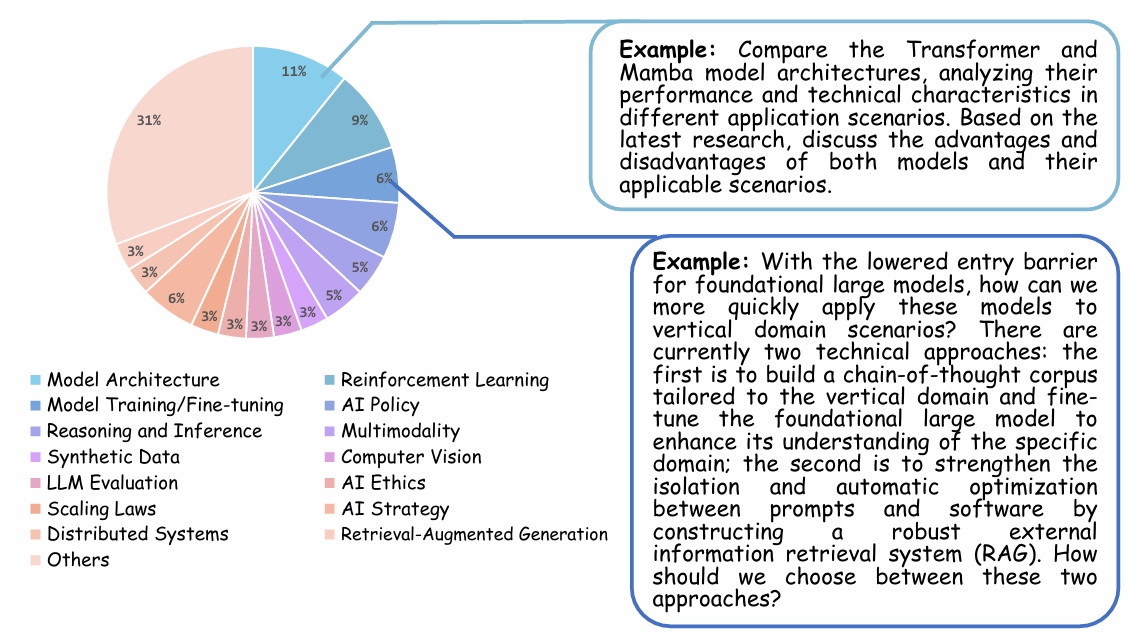 11%
9%
6%
6%
5%
5%
3%
3%
3%
3%
3%
6%
3%
3%
31%
Model Architecture
Reinforcement Learning
Model Training/Fine-tuning
AI Policy
Reasoning and Inference
Multimodality
Synthetic Data
Computer Vision
LLM Evaluation
AI Ethics
Scaling Laws
AI Strategy
Distributed Systems
Retrieval-Augmented Generation
Others
Example: Compare the Transformer and
Mamba model architectures, analyzing their
performance and technical characteristics in
different application scenarios. Based on the
latest research, discuss the advantages and
disadvantages of both models and their
applicable scenarios.
Example: With the lowered entry barrier
for foundational large models, how can we
more quickly apply these models to
vertical domain scenarios? There are
currently two technical approaches: the
first is to build a chain-of-thought corpus
tailored to the vertical domain and fine-
tune the foundational large model to
enhance its understanding of the specific
domain; the second is to strengthen the
isolation and automatic optimization
between prompts and software by
constructing a robust external
information retrieval system (RAG). How
should we choose between these two
approaches?